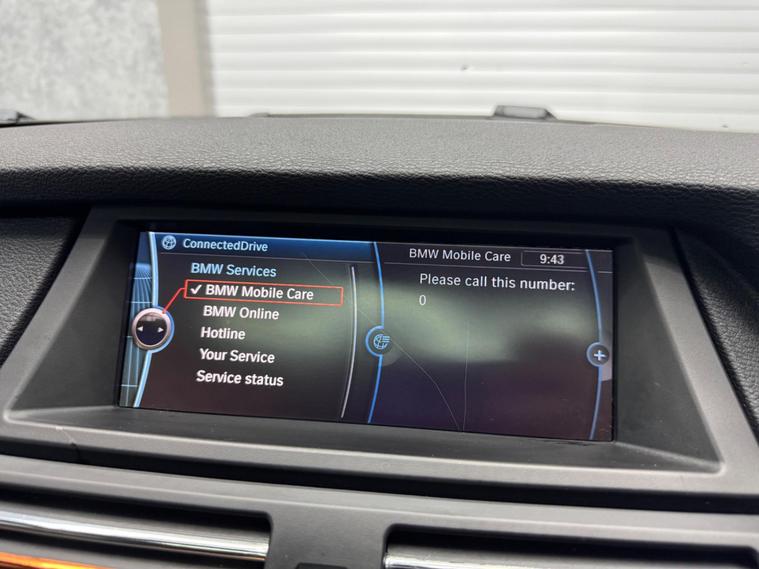 ConnectedDrive
BMW Services
✓ BMW Mobile Care
BMW Online
Hotline
Your Service
Service status
BMW Mobile Care
9:43
Please call this number:
0